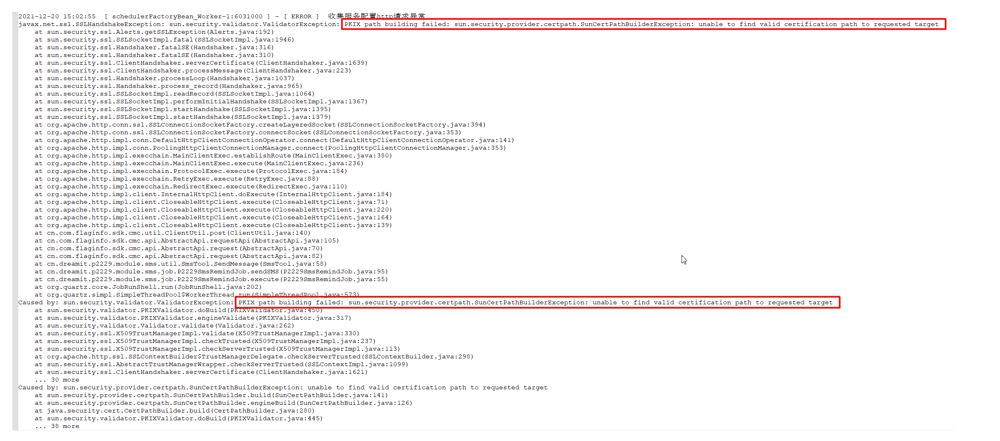 2021-12-20 15:02:55  [ schedulerFactoryBean_Worker-1:6031000 ] - [ ERROR ]  收集服务配置http请求异常
javax.net.ssl.SSLHandshakeException: sun.security.validator.ValidatorException: PKIX path building failed: sun.security.provider.certpath.SunCertPathBuilderException: unable to find valid certification path to requested target
at sun.security.ssl.Alerts.getSSLException(Alerts.java:192)
at sun.security.ssl.SSLSocketImpl.fatal(SSLSocketImpl.java:1946)
at sun.security.ssl.Handshaker.fatalSE(Handshaker.java:316)
at sun.security.ssl.Handshaker.fatalSE(Handshaker.java:310)
at sun.security.ssl.ClientHandshaker.serverCertificate(ClientHandshaker.java:1639)
at sun.security.ssl.ClientHandshaker.processMessage(ClientHandshaker.java:223)
at sun.security.ssl.Handshaker.processLoop(Handshaker.java:1037)
at sun.security.ssl.Handshaker.process_record(Handshaker.java:965)
at sun.security.ssl.SSLSocketImpl.readRecord(SSLSocketImpl.java:1064)
at sun.security.ssl.SSLSocketImpl.performInitialHandshake(SSLSocketImpl.java:1367)
at sun.security.ssl.SSLSocketImpl.startHandshake(SSLSocketImpl.java:1395)
at sun.security.ssl.SSLSocketImpl.startHandshake(SSLSocketImpl.java:1379)
at org.apache.http.conn.ssl.SSLConnectionSocketFactory.createLayeredSocket(SSLConnectionSocketFactory.java:394)
at org.apache.http.conn.ssl.SSLConnectionSocketFactory.connectSocket(SSLConnectionSocketFactory.java:353)
at org.apache.http.impl.conn.DefaultHttpClientConnectionOperator.connect(DefaultHttpClientConnectionOperator.java:141)
at org.apache.http.impl.conn.PoolingHttpClientConnectionManager.connect(PoolingHttpClientConnectionManager.java:353)
at org.apache.http.impl.execchain.MainClientExec.establishRoute(MainClientExec.java:380)
at org.apache.http.impl.execchain.MainClientExec.execute(MainClientExec.java:236)
at org.apache.http.impl.execchain.ProtocolExec.execute(ProtocolExec.java:184)
at org.apache.http.impl.execchain.RetryExec.execute(RetryExec.java:88)
at org.apache.http.impl.execchain.RedirectExec.execute(RedirectExec.java:110)
at org.apache.http.impl.client.InternalHttpClient.doExecute(InternalHttpClient.java:184)
at org.apache.http.impl.client.CloseableHttpClient.execute(CloseableHttpClient.java:71)
at org.apache.http.impl.client.CloseableHttpClient.execute(CloseableHttpClient.java:220)
at org.apache.http.impl.client.CloseableHttpClient.execute(CloseableHttpClient.java:164)
at org.apache.http.impl.client.CloseableHttpClient.execute(CloseableHttpClient.java:139)
at cn.com.flaginfo.sdk.cmc.util.ClientUtil.post(ClientUtil.java:140)
at cn.com.flaginfo.sdk.cmc.api.AbstractApi.requestApi(AbstractApi.java:105)
at cn.com.flaginfo.sdk.cmc.api.AbstractApi.request(AbstractApi.java:70)
at cn.com.flaginfo.sdk.cmc.api.AbstractApi.request(AbstractApi.java:82)
at cn.dreamit.p2229.module.sms.util.SmsTool.SendMessage(SmsTool.java:58)
at cn.dreamit.p2229.module.sms.job.P2229SmsRemindJob.sendSMS(P2229SmsRemindJob.java:95)
at cn.dreamit.p2229.module.sms.job.P2229SmsRemindJob.execute(P2229SmsRemindJob.java:55)
at org.quartz.core.JobRunShell.run(JobRunShell.java:202)
at org.quartz.simpl.SimpleThreadPool$WorkerThread.run(SimpleThreadPool.java:573)
Caused by: sun.security.validator.ValidatorException: PKIX path building failed: sun.security.provider.certpath.SunCertPathBuilderException: unable to find valid certification path to requested target
at sun.security.validator.PKIXValidator.doBuild(PKIXValidator.java:450)
at sun.security.validator.PKIXValidator.engineValidate(PKIXValidator.java:317)
at sun.security.validator.Validator.validate(Validator.java:262)
at sun.security.ssl.X509TrustManagerImpl.validate(X509TrustManagerImpl.java:330)
at sun.security.ssl.X509TrustManagerImpl.checkTrusted(X509TrustManagerImpl.java:237)
at sun.security.ssl.X509TrustManagerImpl.checkServerTrusted(X509TrustManagerImpl.java:113)
at org.apache.http.ssl.SSLContextBuilder$TrustManagerDelegate.checkServerTrusted(SSLContextBuilder.java:298)
at sun.security.ssl.AbstractTrustManagerWrapper.checkServerTrusted(SSLContextImpl.java:1099)
at sun.security.ssl.ClientHandshaker.serverCertificate(ClientHandshaker.java:1621)
... 30 more
Caused by: sun.security.provider.certpath.SunCertPathBuilderException: unable to find valid certification path to requested target
at sun.security.provider.certpath.SunCertPathBuilder.build(SunCertPathBuilder.java:141)
at sun.security.provider.certpath.SunCertPathBuilder.engineBuild(SunCertPathBuilder.java:126)
at java.security.cert.CertPathBuilder.build(CertPathBuilder.java:280)
at sun.security.validator.PKIXValidator.doBuild(PKIXValidator.java:445)
... 38 more